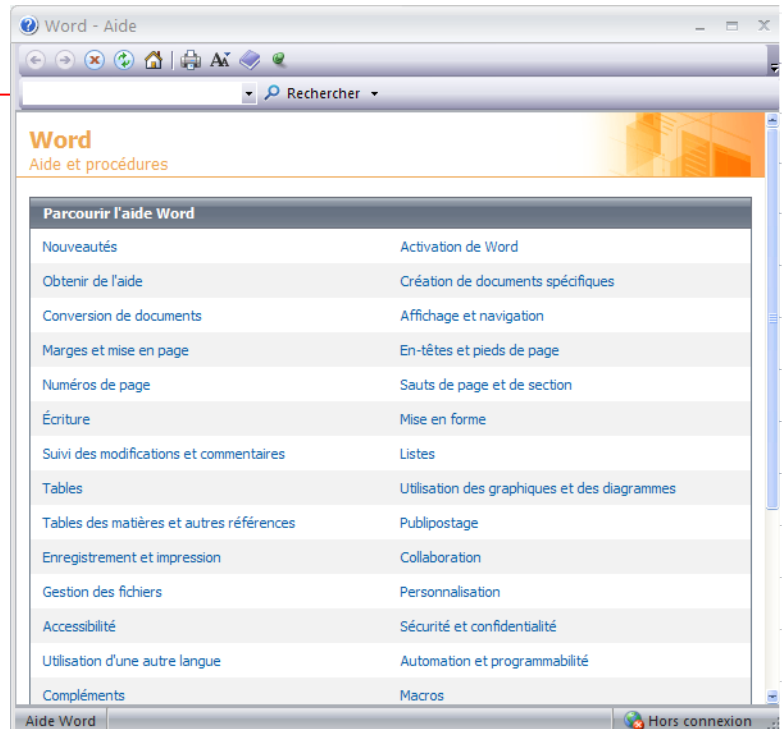 Word - Aide
Rechercher
Word
Aide et procédures
Parcourir l'aide Word
Nouveautés Activation de Word
Obtenir de l'aide Création de documents spécifiques
Conversion de documents Affichage et navigation
Marges et mise en page En-têtes et pieds de page
Numéros de page Sauts de page et de section
Écriture Mise en forme
Suivi des modifications et commentaires Listes
Tables Utilisation des graphiques et des diagrammes
Tables des matières et autres références Publipostage
Enregistrement et impression Collaboration
Gestion des fichiers Personnalisation
Accessibilité Sécurité et confidentialité
Utilisation d'une autre langue Automation et programmabilité
Compléments Macros
Aide Word Hors connexion